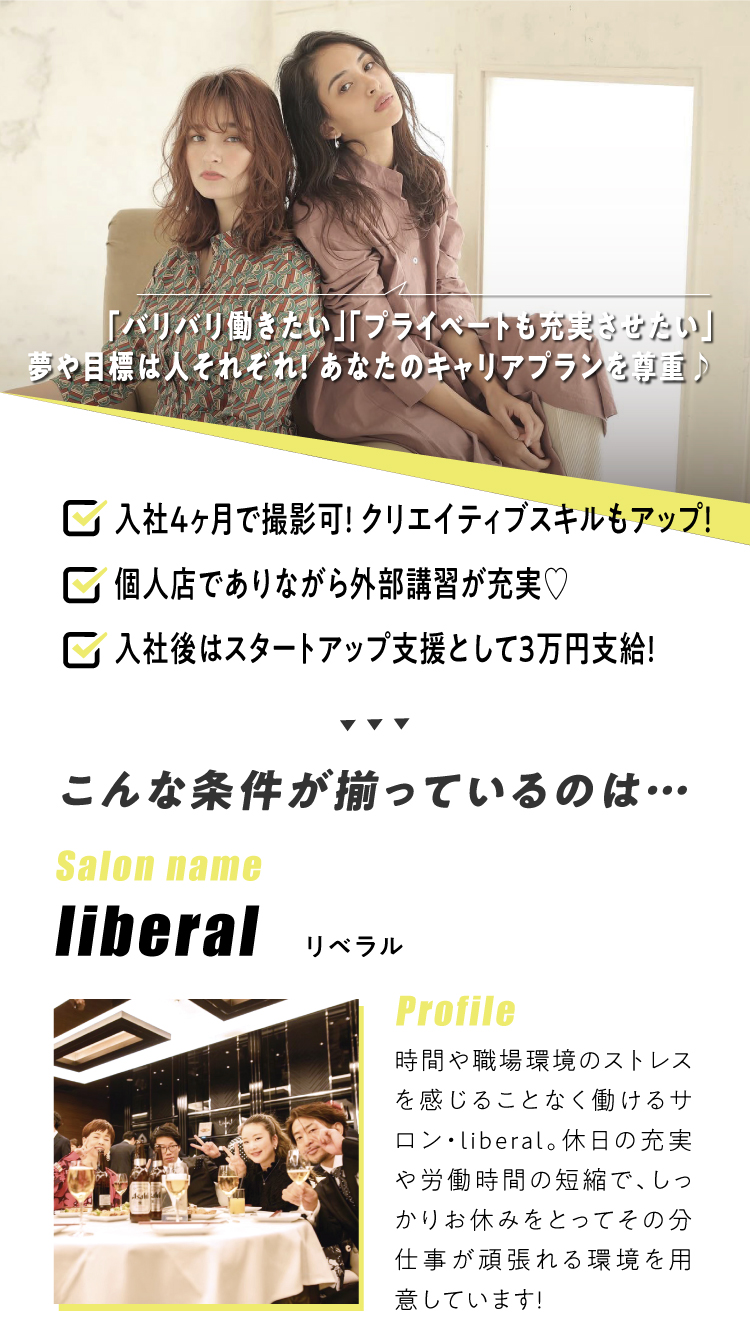 「バリバリ働きたい」「プライベートも充実させたい」
夢や目標は人それぞれ! あなたのキャリアプランを尊重♪
入社4ヶ月で撮影可! クリエイティブスキルもアップ!
個人店でありながら外部講習が充実♡
入社後はスタートアップ支援として3万円支給!
こんな条件が揃っているのは…
Salon name
liberal リベラル
Profile
時間や職場環境のストレス
を感じることなく働けるサ
ロン・liberal。休日の充実
や労働時間の短縮で、しっ
かりお休みをとってその分
仕事が頑張れる環境を用
意しています!